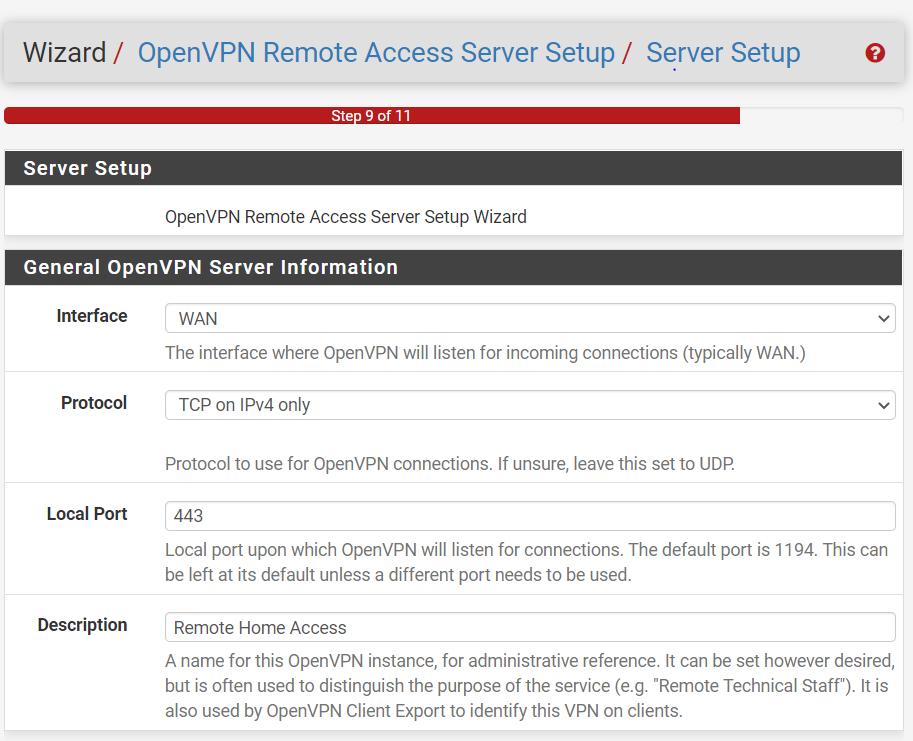 Wizard / OpenVPN Remote Access Server Setup / Server Setup
Step 9 of 11
Server Setup
OpenVPN Remote Access Server Setup Wizard
General OpenVPN Server Information
Interface
WAN
The interface where OpenVPN will listen for incoming connections (typically WAN.)
Protocol
TCP on IPv4 only
Protocol to use for OpenVPN connections. If unsure, leave this set to UDP.
Local Port
443
Local port upon which OpenVPN will listen for connections. The default port is 1194. This can
be left at its default unless a different port needs to be used.
Description
Remote Home Access
A name for this OpenVPN instance, for administrative reference. It can be set however desired,
but is often used to distinguish the purpose of the service (e.g. "Remote Technical Staff"). It is
also used by OpenVPN Client Export to identify this VPN on clients.